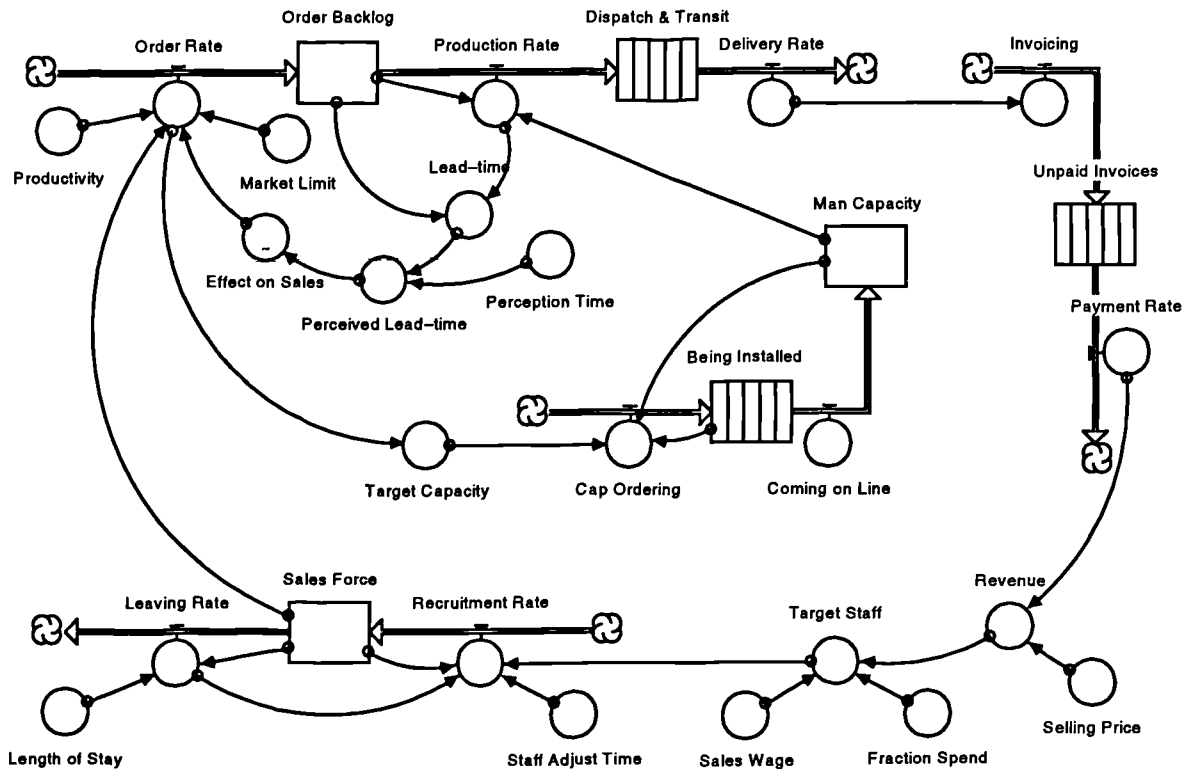 Order Backlog
Dispatch & Transit
Order Rate
Production Rate
Delivery Rate
Invoicing
Productivity
Market Limit
Lead-time
Unpaid Invoices
Man Capacity
Effect on Sales
~
Perception Time
Perceived Lead-time
Payment Rate
Being Installed
Target Capacity
Cap Ordering
Coming on Line
Sales Force
Revenue
Leaving Rate
Recruitment Rate
Target Staff
Selling Price
Length of Stay
Staff Adjust Time
Sales Wage
Fraction Spend